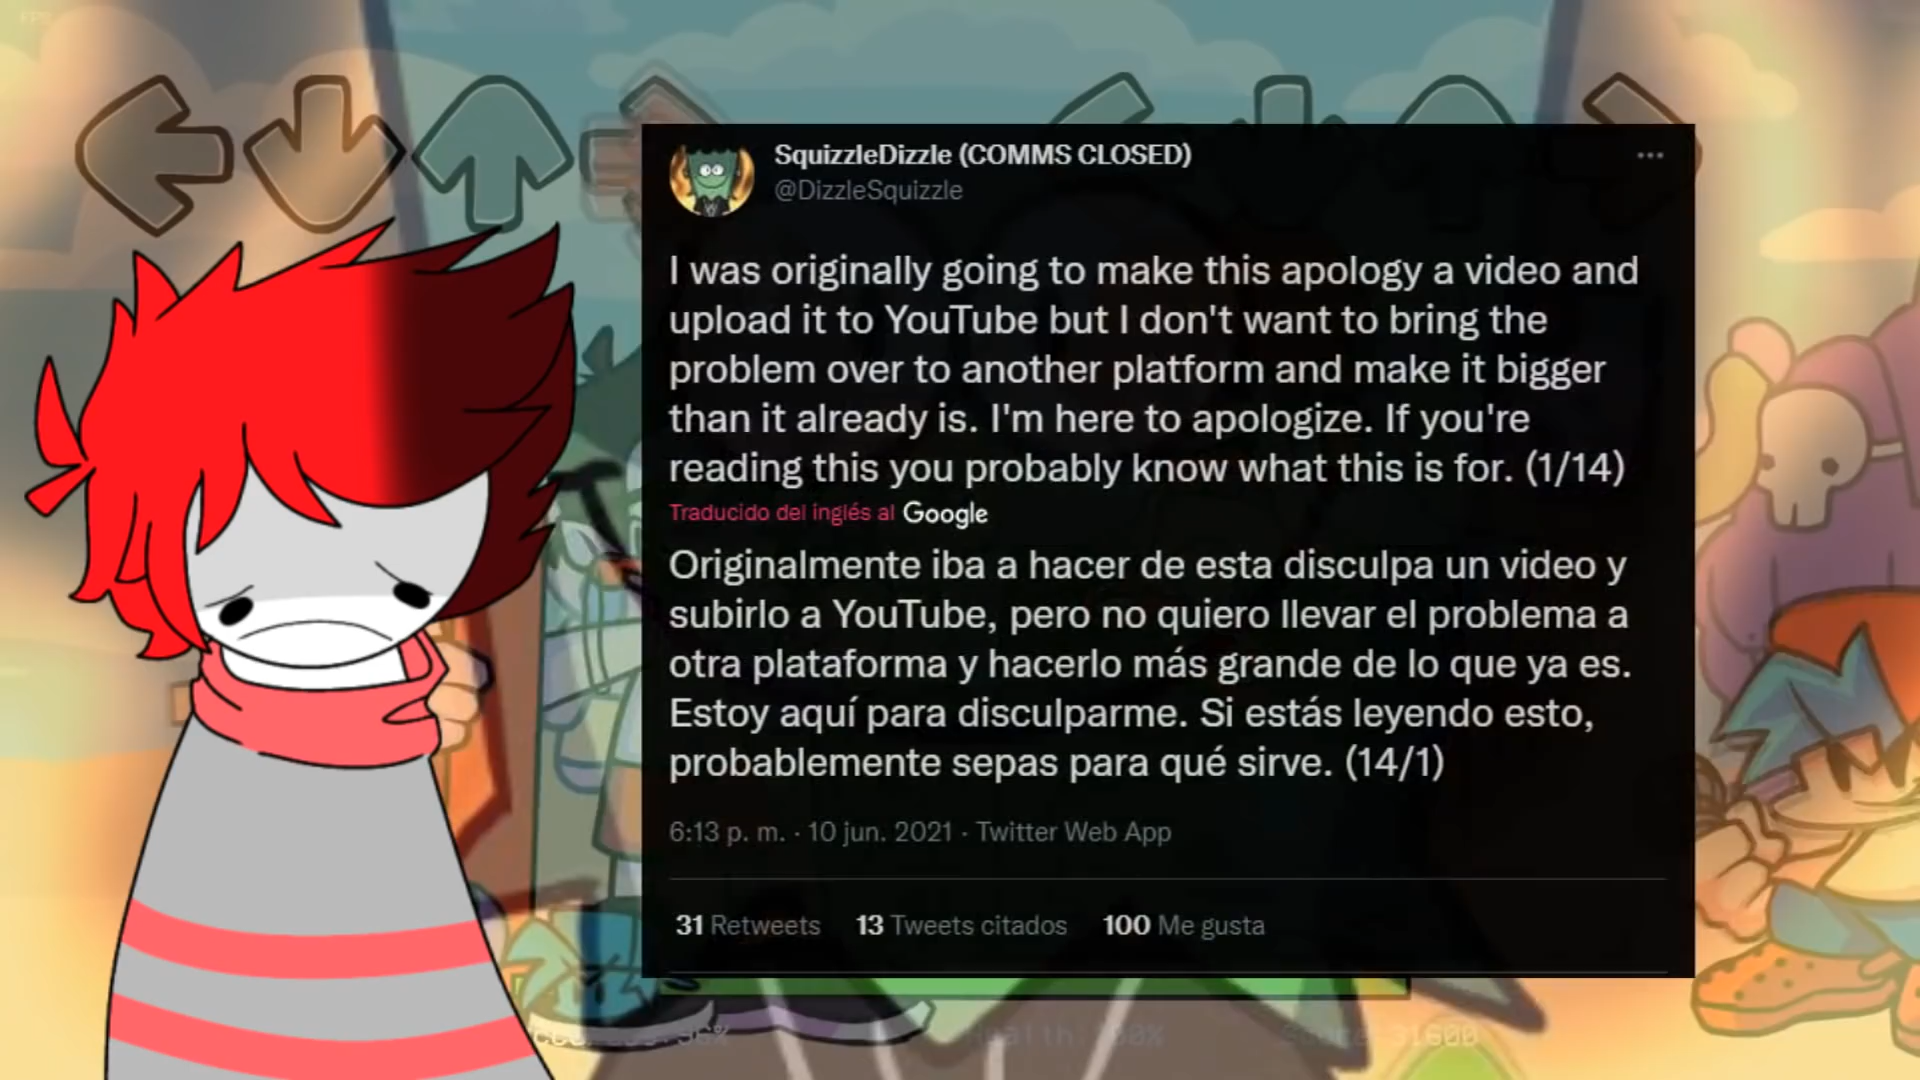 SquizzleDizzle (COMMS CLOSED)
@DizzleSquizzle
I was originally going to make this apology a video and
upload it to YouTube but I don't want to bring the
problem over to another platform and make it bigger
than it already is. I'm here to apologize. If you're
reading this you probably know what this is for. (1/14)
Traducido del inglés al Google
Originalmente iba a hacer de esta disculpa un video y
subirlo a YouTube, pero no quiero llevar el problema a
otra plataforma y hacerlo más grande de lo que ya es.
Estoy aquí para disculparme. Si estás leyendo esto,
probablemente sepas para qué sirve. (14/1)
6:13 p. m. · 10 jun. 2021 · Twitter Web App
31 Retweets 13 Tweets citados 100 Me gusta